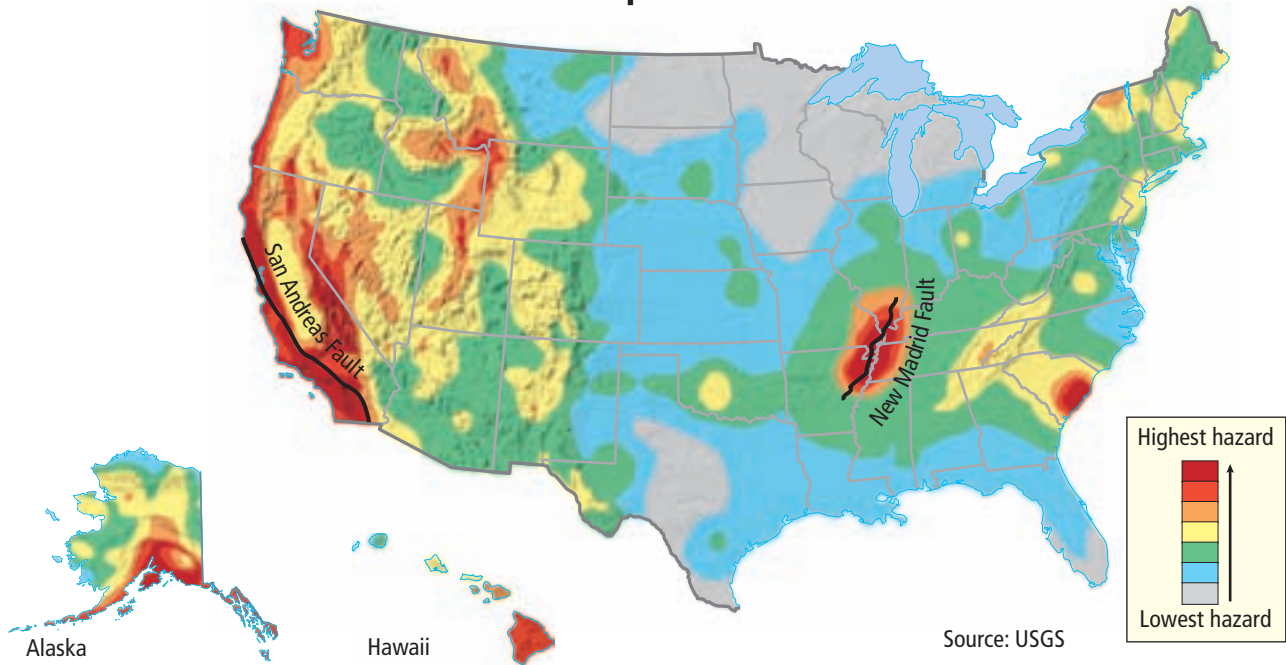 San Andreas Fault
New Madrid Fault
Highest hazard
Lowest hazard
Alaska
Hawaii
Source: USGS